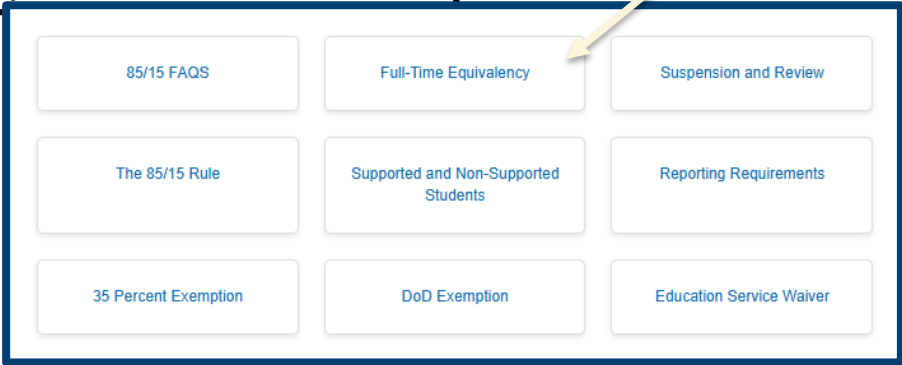 85/15 FAQS
Full-Time Equivalency
Suspension and Review
The 85/15 Rule
Supported and Non-Supported
Students
Reporting Requirements
35 Percent Exemption
DoD Exemption
Education Service Waiver